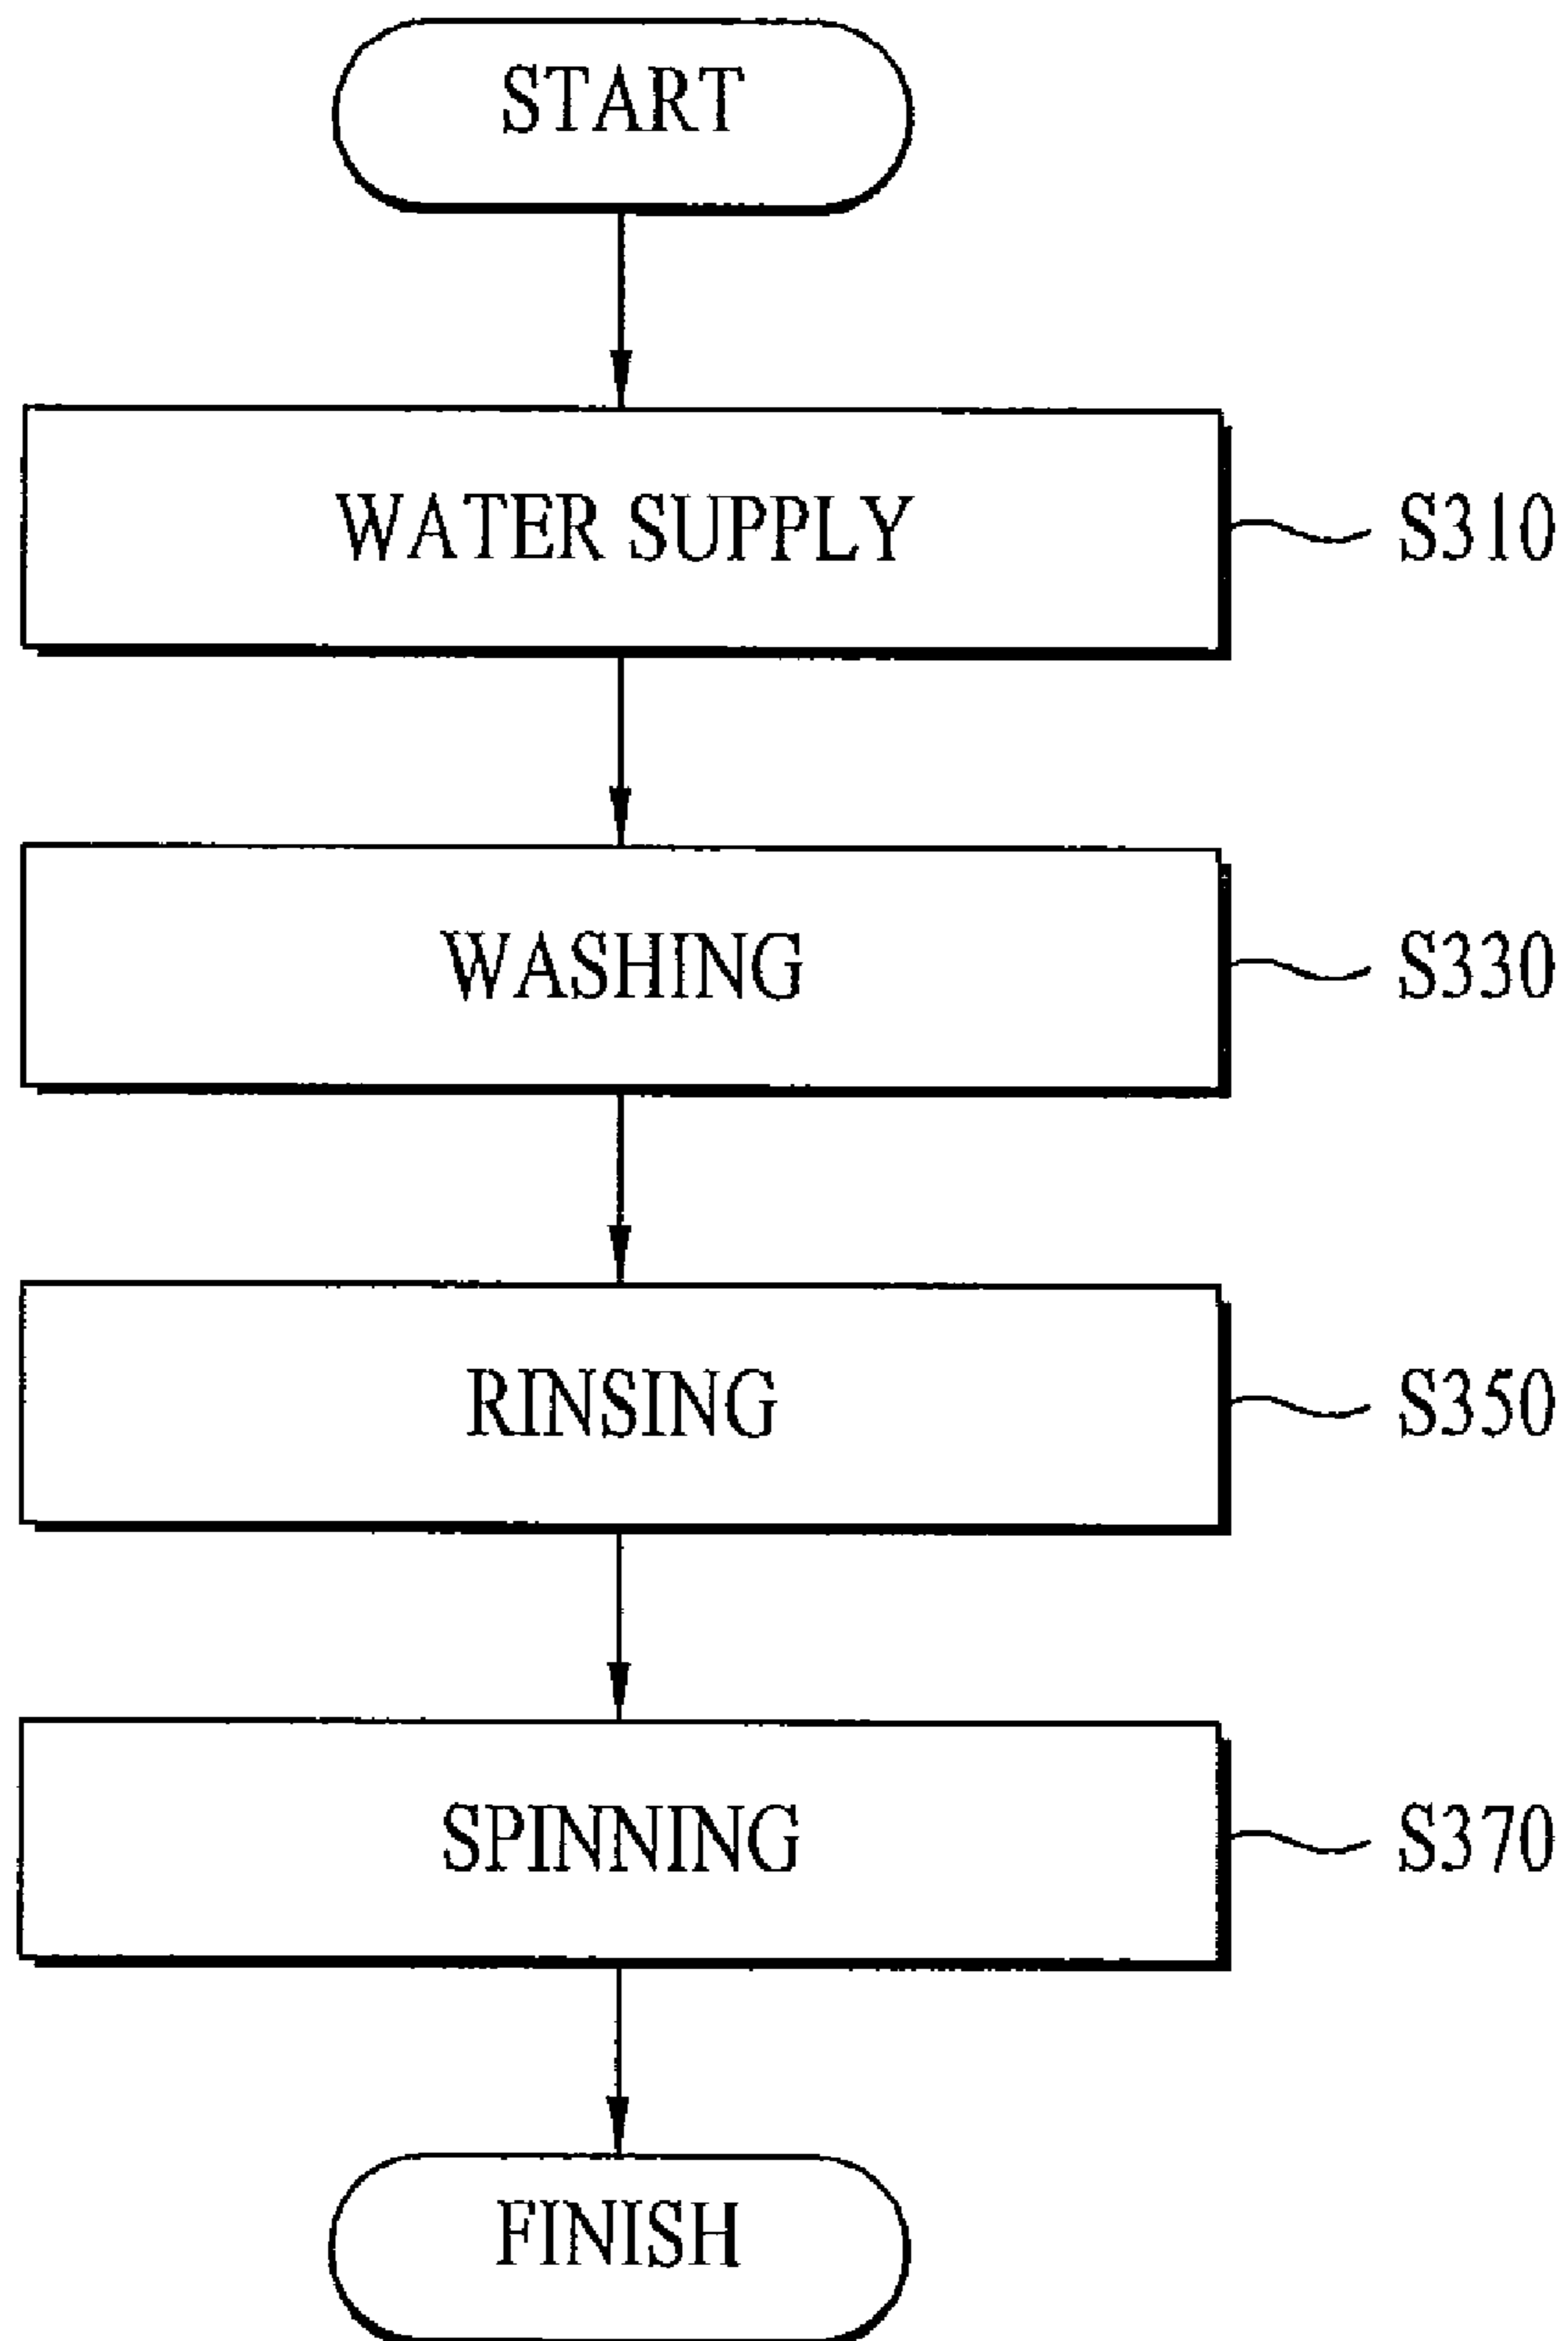 START
WATER SUPPLY S310
WASHING S330
RINSING S350
SPINNING S370
FINISH